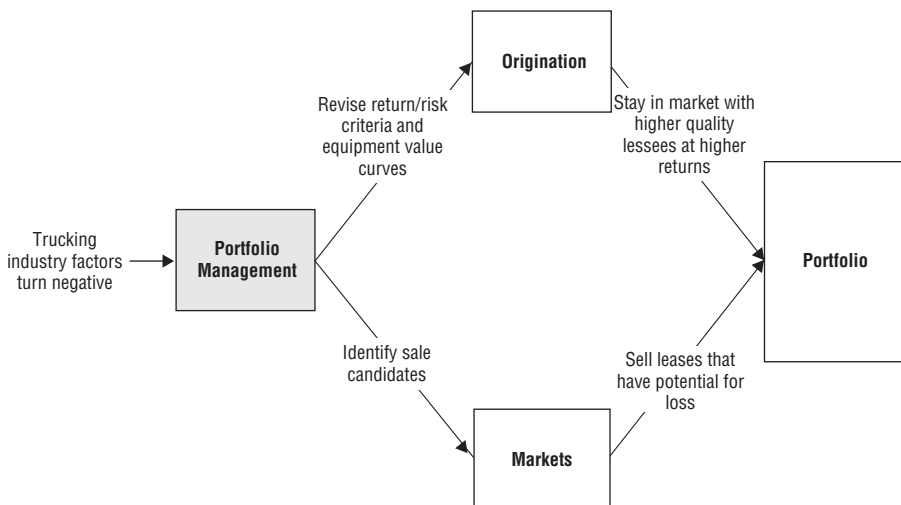 Origination
Revise return/risk
criteria and
equipment value
curves
Stay in market with
higher quality
lessees at higher
returns
Trucking
industry factors
turn negative
Portfolio
Management
Portfolio
Identify sale
candidates
Sell leases that
have potential for
loss
Markets